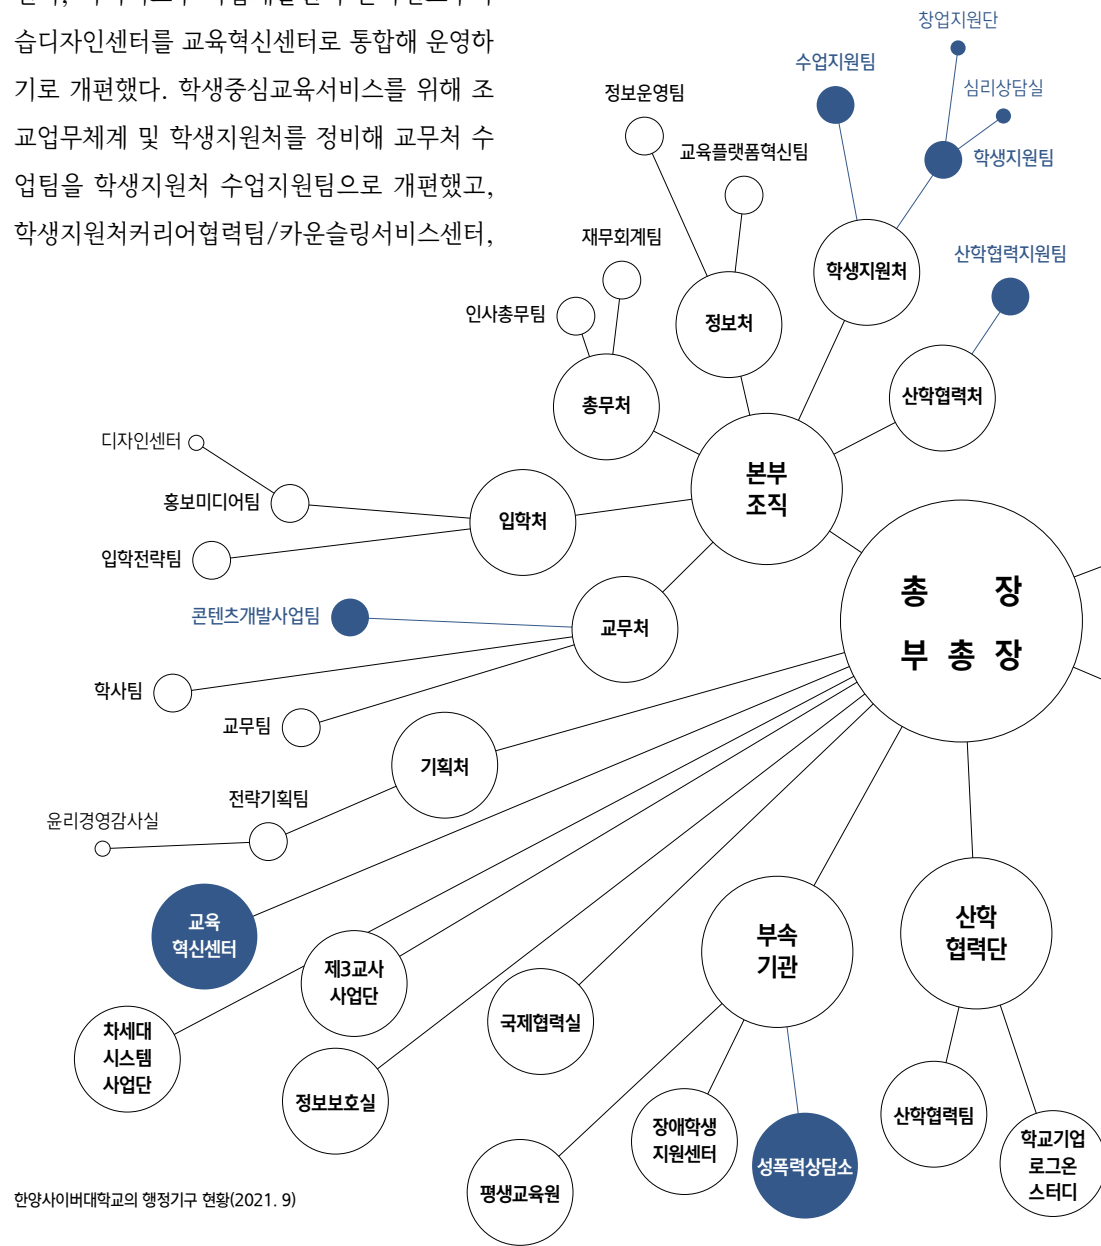 습디자인센터를 교육혁신센터로 통합해 운영하
기로 개편했다. 학생중심교육서비스를 위해 조
교업무체계 및 학생지원처를 정비해 교무처 수
업팀을 학생지원처 수업지원팀으로 개편했고,
학생지원처커리어협력팀/카운슬링서비스센터,
창업지원단
수업지원팀
심리상담실
정보운영팀
교육플랫폼혁신팀
학생지원팀
재무회계팀
학생지원처
산학협력지원팀
인사총무팀
정보처
총무처
산학협력처
디자인센터
홍보미디어팀
입학처
본부
조직
입학전략팀
콘텐츠개발사업팀
교무처
총 장
부 총 장
학사팀
교무팀
기획처
전략기획팀
윤리경영감사실
교육
혁신센터
제3교사
사업단
국제협력실
부속
기관
산학
협력단
차세대
시스템
사업단
정보보호실
장애학생
지원센터
성폭력상담소
산학협력팀
학교기업
로그온
스터디
평생교육원
한양사이버대학교의 행정기구 현황(2021. 9)